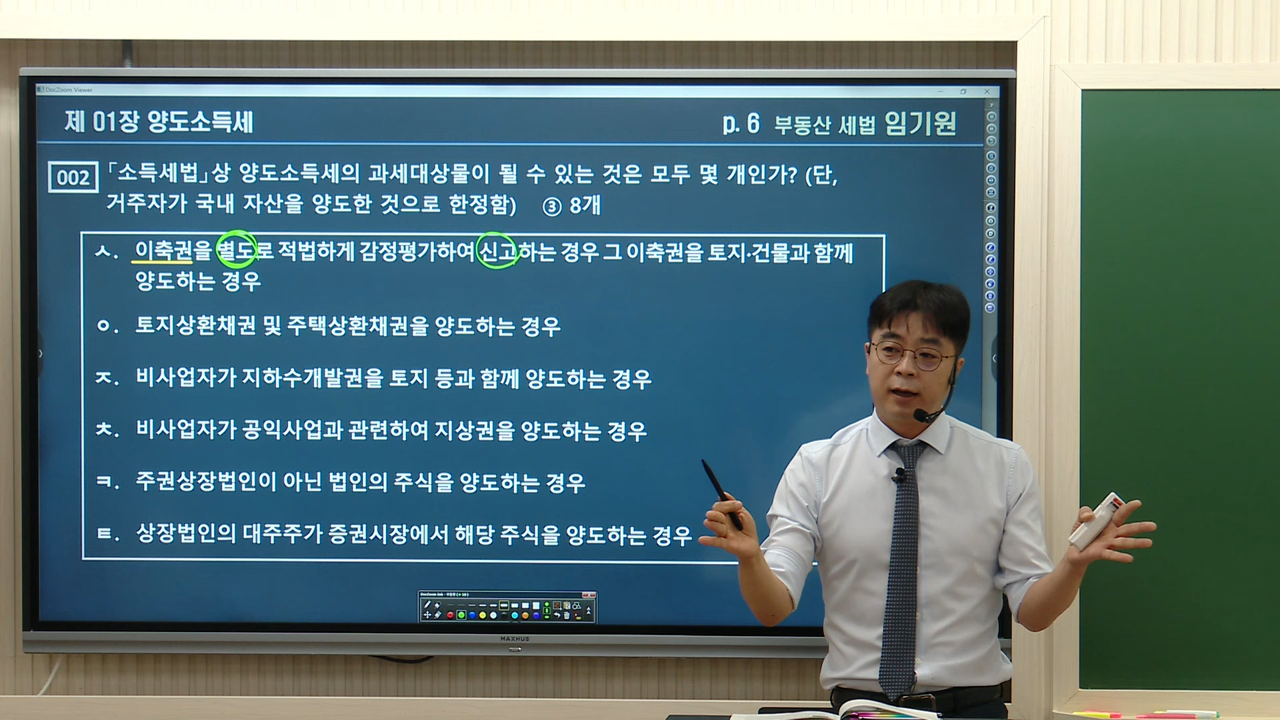 DocZoom Viewer
제 01장 양도소득세
p. 6 부동산 세법 임기원
002 「소득세법」상 양도소득세의 과세대상물이 될 수 있는 것은 모두 몇 개인가? (단,
거주자가 국내 자산을 양도한 것으로 한정함) ③ 8개
ㅅ. 이축권을 별도로 적법하게 감정평가하여 신고하는 경우 그 이축권을 토지·건물과 함께
양도하는 경우
ㅇ. 토지상환채권 및 주택상환채권을 양도하는 경우
ㅈ. 비사업자가 지하수개발권을 토지 등과 함께 양도하는 경우
ㅊ. 비사업자가 공익사업과 관련하여 지상권을 양도하는 경우
ㅋ. 주권상장법인이 아닌 법인의 주식을 양도하는 경우
ㅌ. 상장법인의 대주주가 증권시장에서 해당 주식을 양도하는 경우
MAXHUB